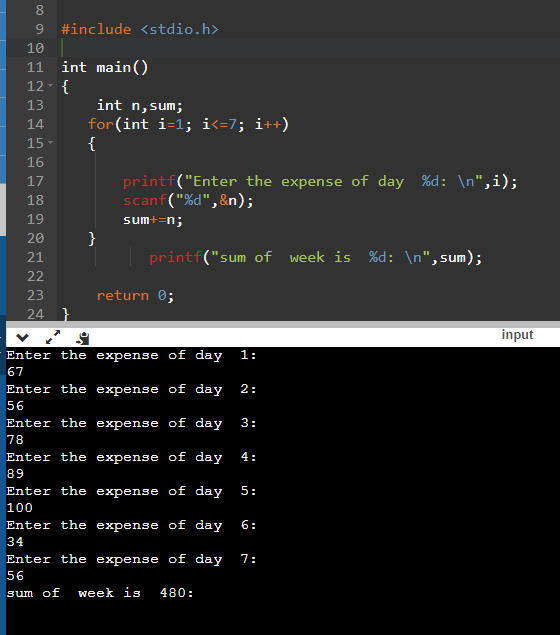 8
9 #include <stdio.h>
10
11 int main()
12 {
13 int n,sum;
14 for(int i=1; i<=7; i++)
15 {
16
17 printf("Enter the expense of day  %d: \n",i);
18 scanf("%d",&n);
19 sum+=n;
20 }
21 printf("sum of  week is  %d: \n",sum);
22
23 return 0;
24 }
input
Enter the expense of day  1:
67
Enter the expense of day  2:
56
Enter the expense of day  3:
78
Enter the expense of day  4:
89
Enter the expense of day  5:
100
Enter the expense of day  6:
34
Enter the expense of day  7:
56
sum of  week is  480: